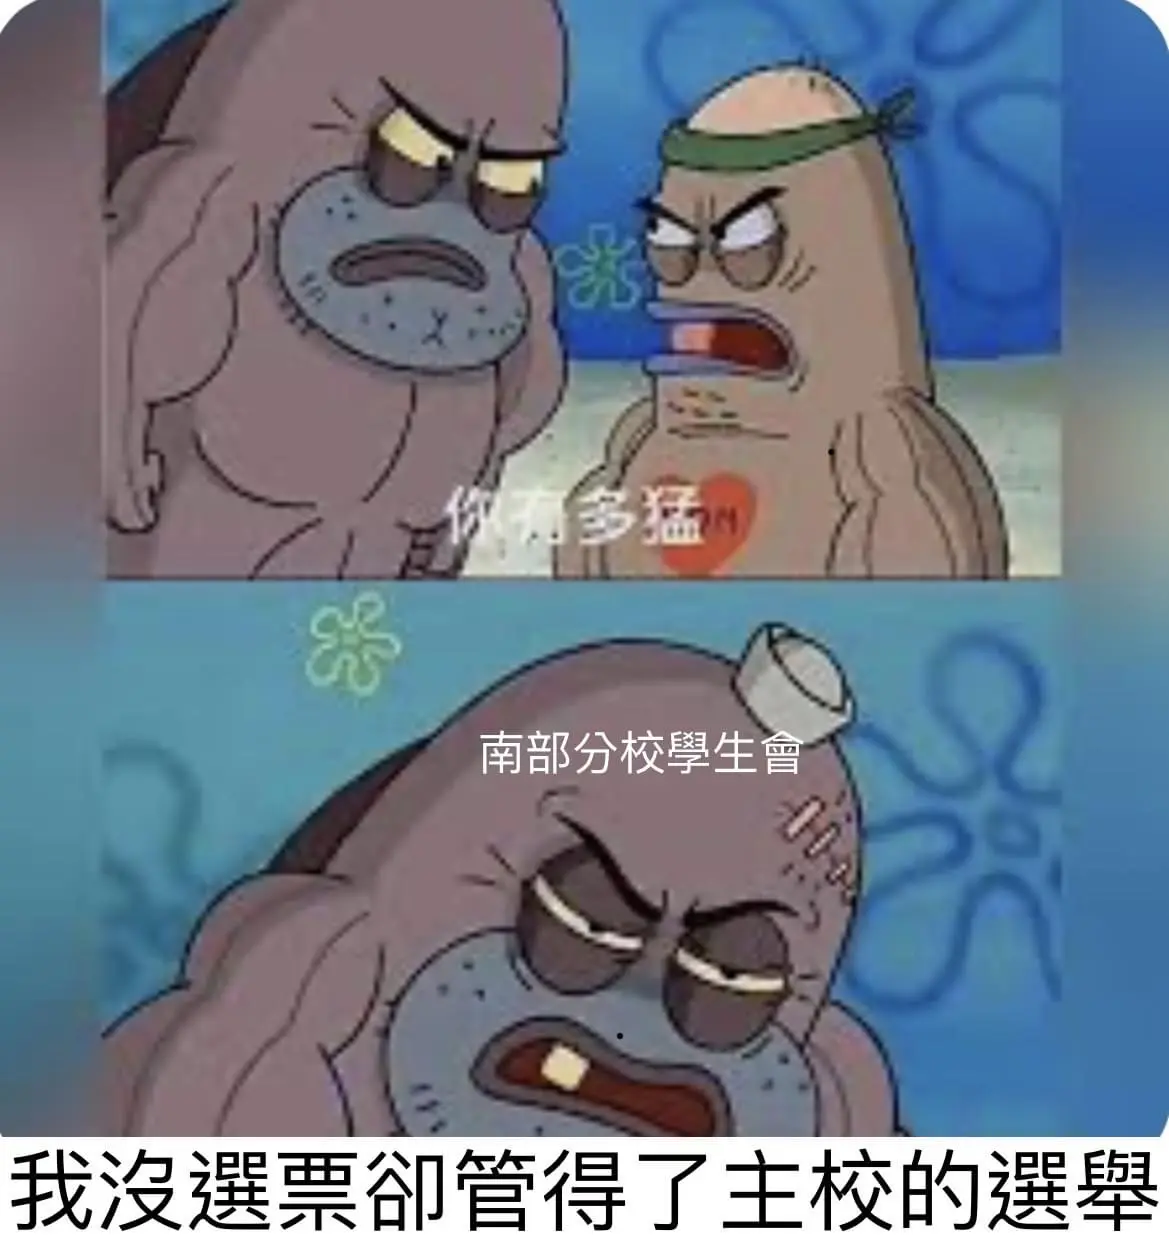 你有多猛
南部分校學生會
我沒選票卻管得了主校的選舉